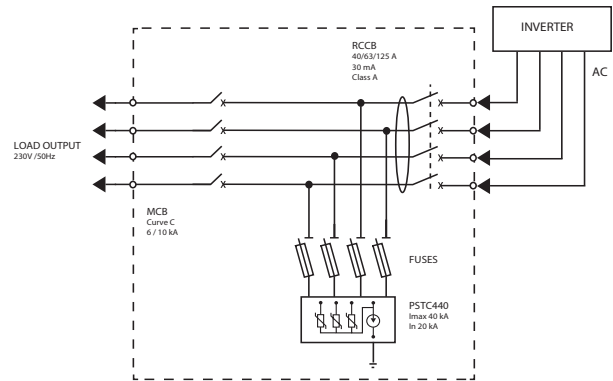 INVERTER
AC
RCCB
40/63/125 A
30 mA
Class A
LOAD OUTPUT
230V /50Hz
MCB
Curve C
6 / 10 kA
FUSES
PSTC440
Imax 40 kA
In 20 kA